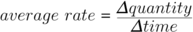 average rate = Δquantity / Δtime